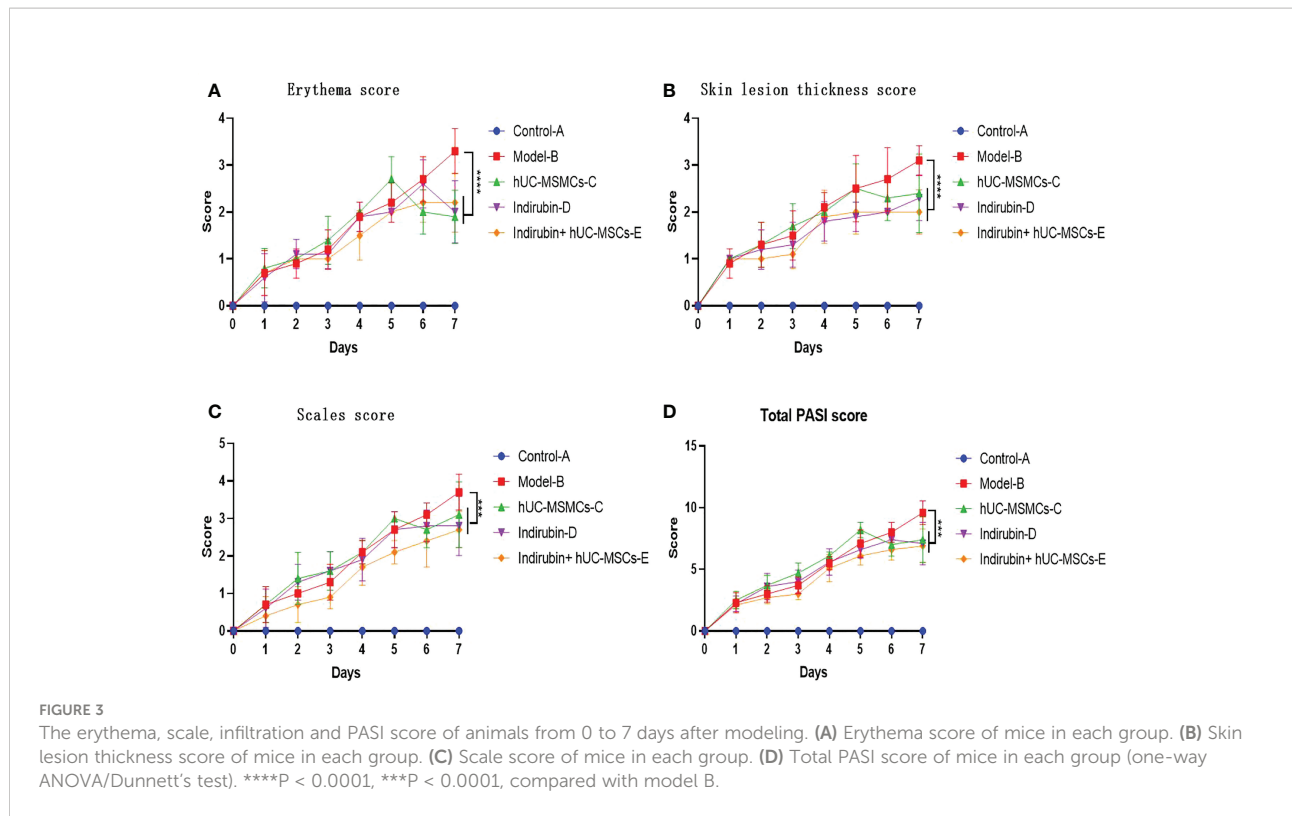 A
Erythema score
4
3
2
1
0
Score
0 1 2 3 4 5 6 7
Days
Control-A
Model-B
hUC-MSMCs-C
Indirubin-D
Indirubin+ hUC-MSCs-E
****
B
Skin lesion thickness score
4
3
2
1
0
Score
0 1 2 3 4 5 6 7
Days
Control-A
Model-B
hUC-MSMCs-C
Indirubin-D
Indirubin+ hUC-MSCs-E
****
C
Scales score
5
4
3
2
1
0
Score
0 1 2 3 4 5 6 7
Days
Control-A
Model-B
hUC-MSMCs-C
Indirubin-D
Indirubin+ hUC-MSCs-E
***
D
Total PASI score
15
10
5
0
Score
0 1 2 3 4 5 6 7
Days
Control-A
Model-B
hUC-MSMCs-C
Indirubin-D
Indirubin+ hUC-MSCs-E
***
FIGURE 3
The erythema, scale, infiltration and PASI score of animals from 0 to 7 days after modeling. (A) Erythema score of mice in each group. (B) Skin
lesion thickness score of mice in each group. (C) Scale score of mice in each group. (D) Total PASI score of mice in each group (one-way
ANOVA/Dunnett's test). ****P < 0.0001, ***P < 0.0001, compared with model B.